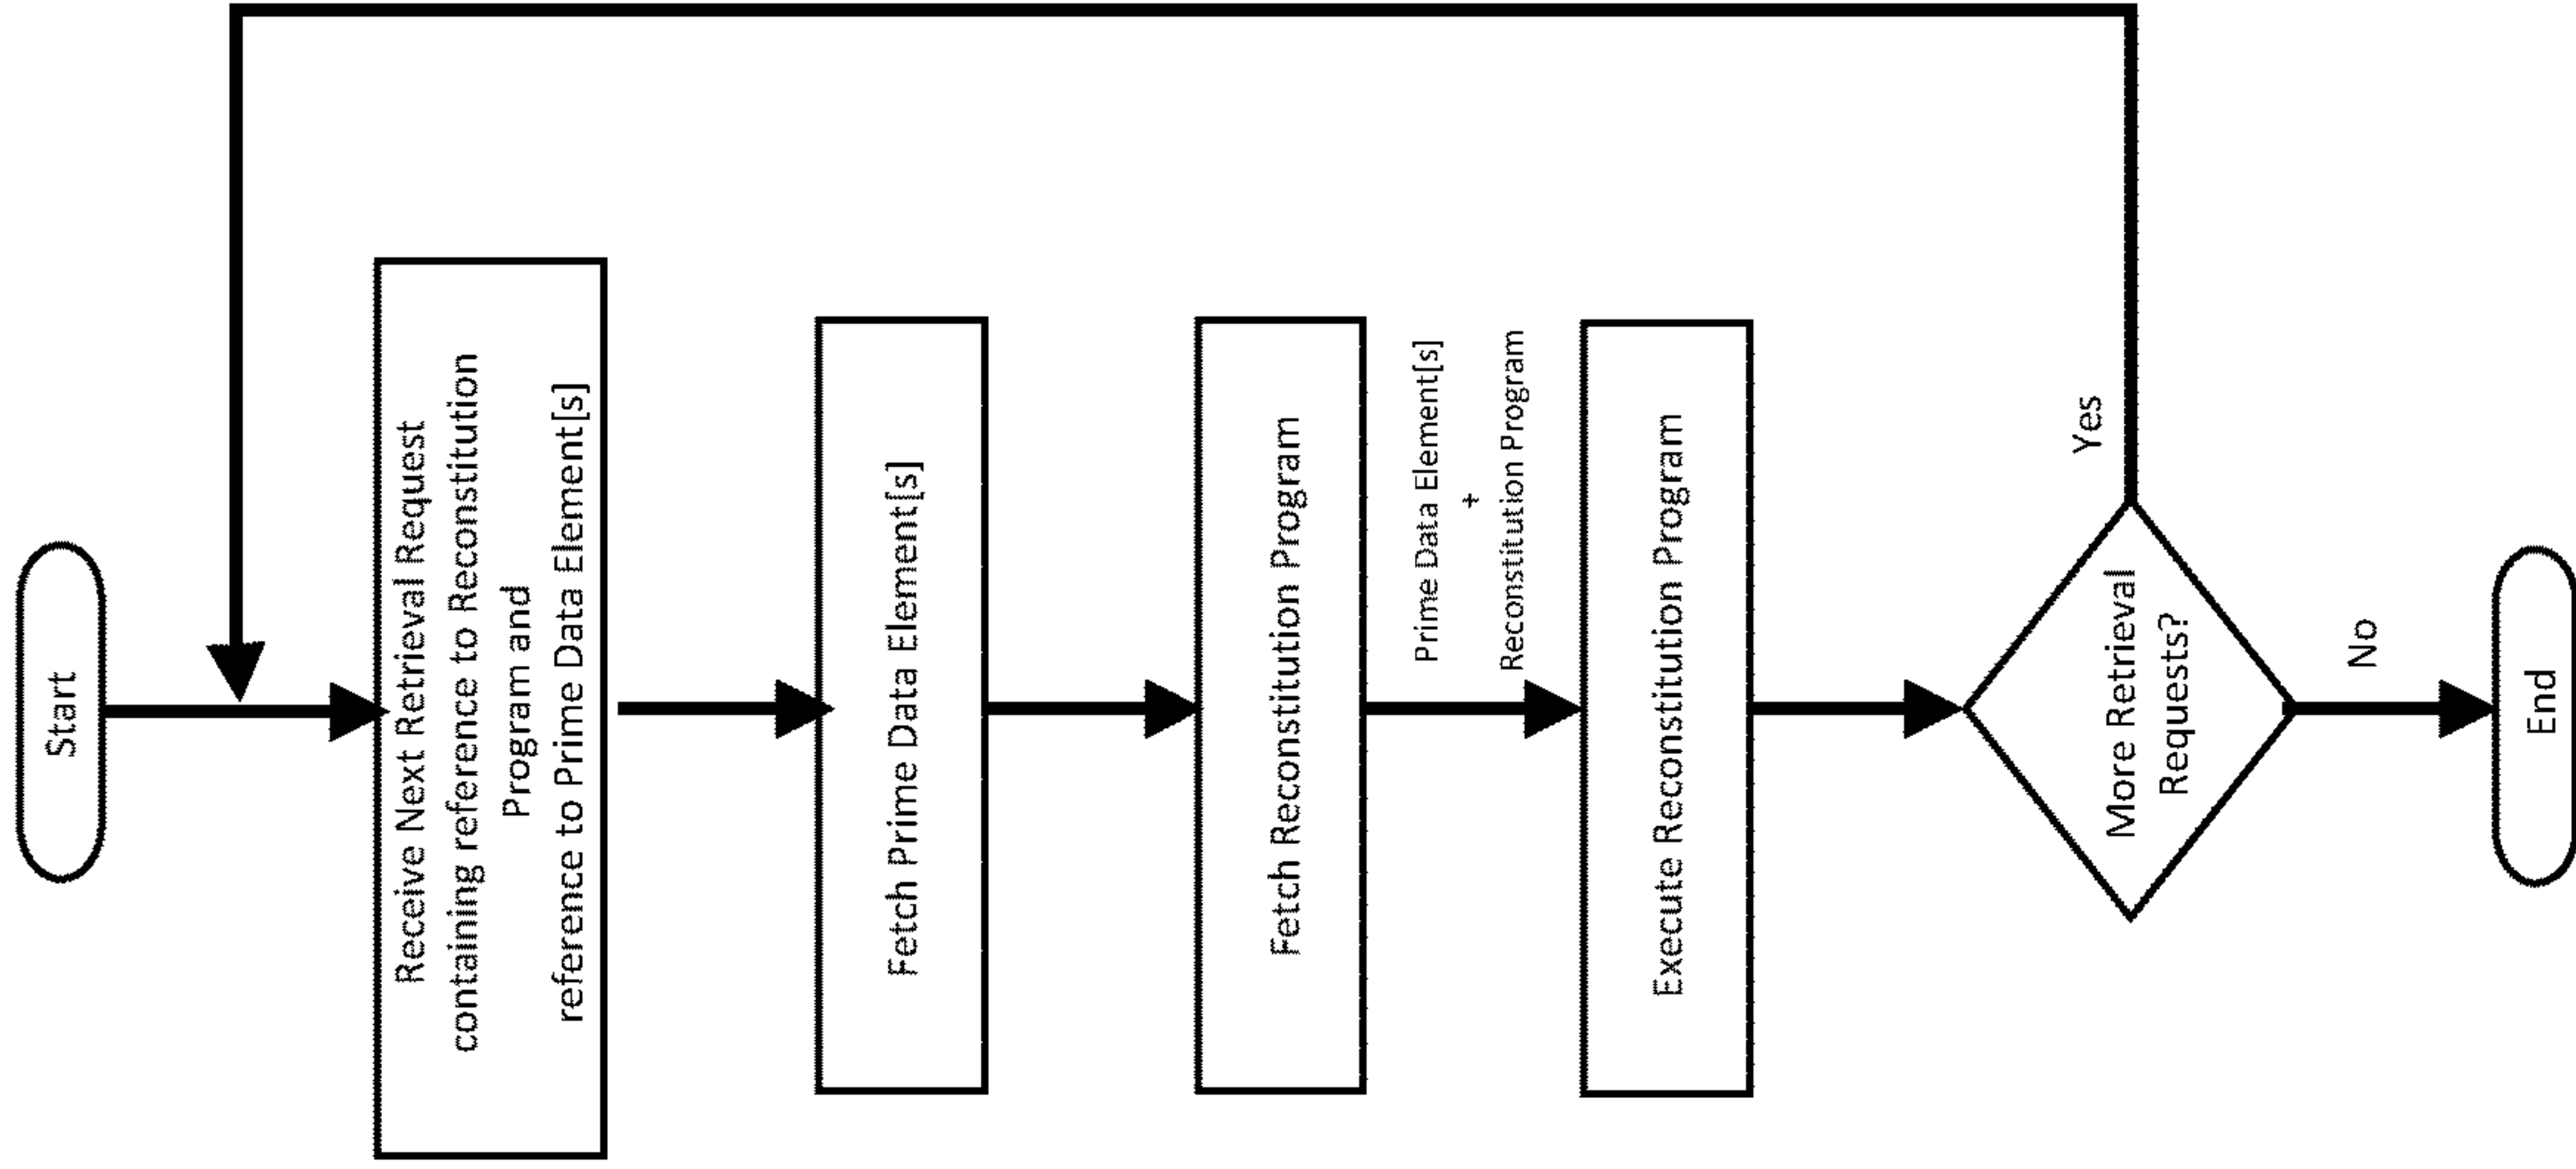 Start
Receive Next Retrieval Request
containing reference to Reconstitution
Program and
reference to Prime Data Element[s]
Fetch Prime Data Element[s]
Fetch Reconstitution Program
Prime Data Element[s]
+
Reconstitution Program
Execute Reconstitution Program
More Retrieval
Requests?
Yes
No
End